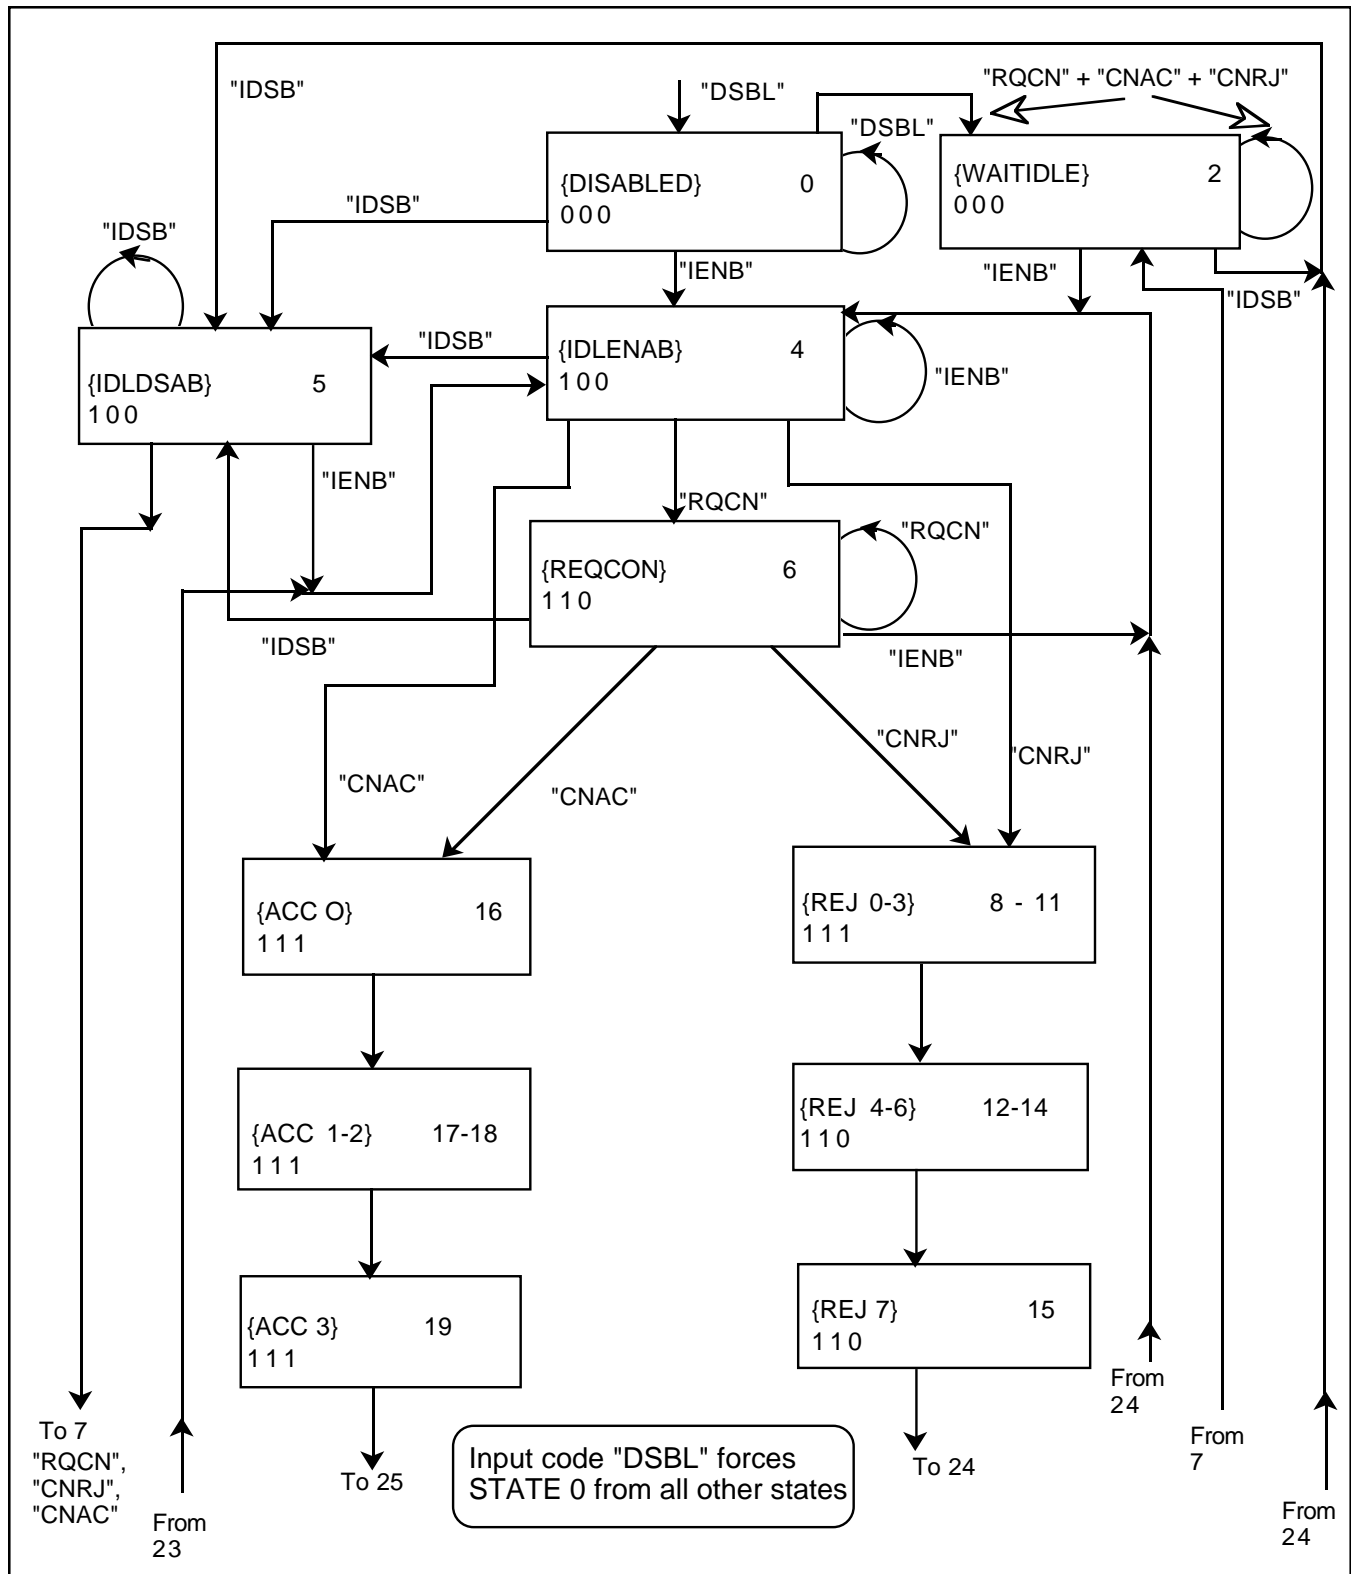 "RQCN" + "CNAC" + "CNRJ"
"IDSB"
"DSBL"
"DSBL"
{DISABLED} 0
000
{WAITIDLE} 2
000
"IDSB"
"IDSB"
"IENB"
"IENB"
"IDSB"
{IDLDSAB} 5
100
"IDSB"
{IDLENAB} 4
100
"IENB"
"IENB"
"RQCN"
"RQCN"
{REQCON} 6
110
"IDSB"
"IENB"
"CNRJ"
"CNRJ"
"CNAC"
"CNAC"
{ACC O} 16
111
{REJ 0-3} 8 - 11
111
{ACC 1-2} 17-18
111
{REJ 4-6} 12-14
110
{ACC 3} 19
111
{REJ 7} 15
110
To 7
"RQCN",
"CNRJ",
"CNAC"
From
23
To 25
Input code "DSBL" forces
STATE 0 from all other states
To 24
From
24
From
7
From
24